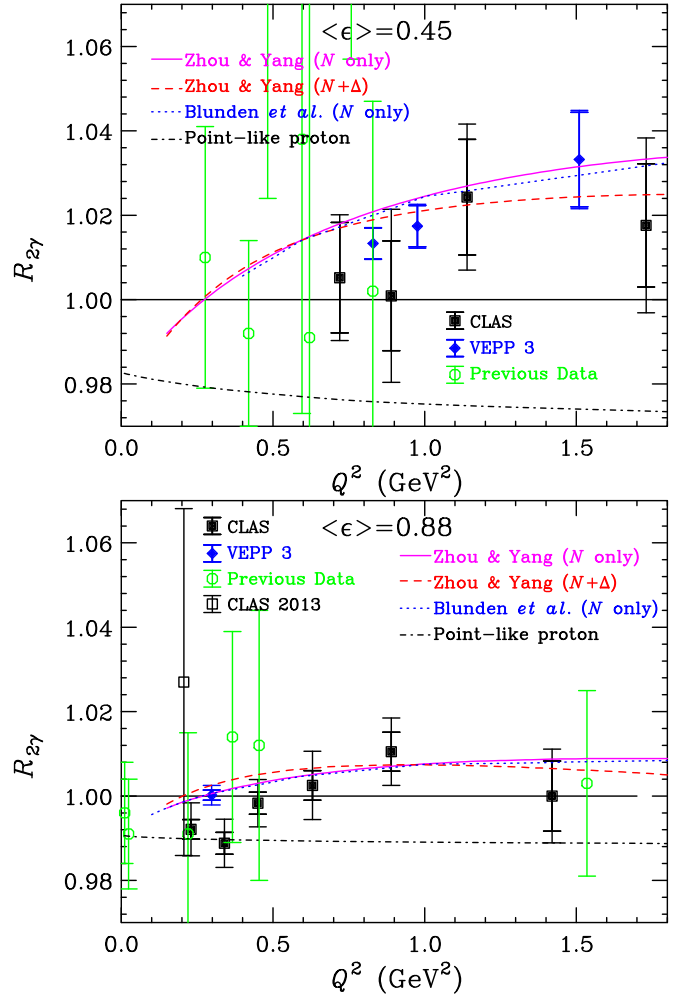 <ϵ>=0.45
1.06
Zhou & Yang (N only)
Zhou & Yang (N+Δ)
Blunden et al. (N only)
1.04
Point-like proton
1.02
R2γ
1.00
CLAS
VEPP 3
Previous Data
0.98
0.0 0.5 1.0 1.5
Q² (GeV²)
<ϵ>=0.88
CLAS
VEPP 3
Previous Data
CLAS 2013
1.06
Zhou & Yang (N only)
Zhou & Yang (N+Δ)
Blunden et al. (N only)
Point-like proton
1.04
1.02
R2γ
1.00
0.98
0.0 0.5 1.0 1.5
Q² (GeV²)